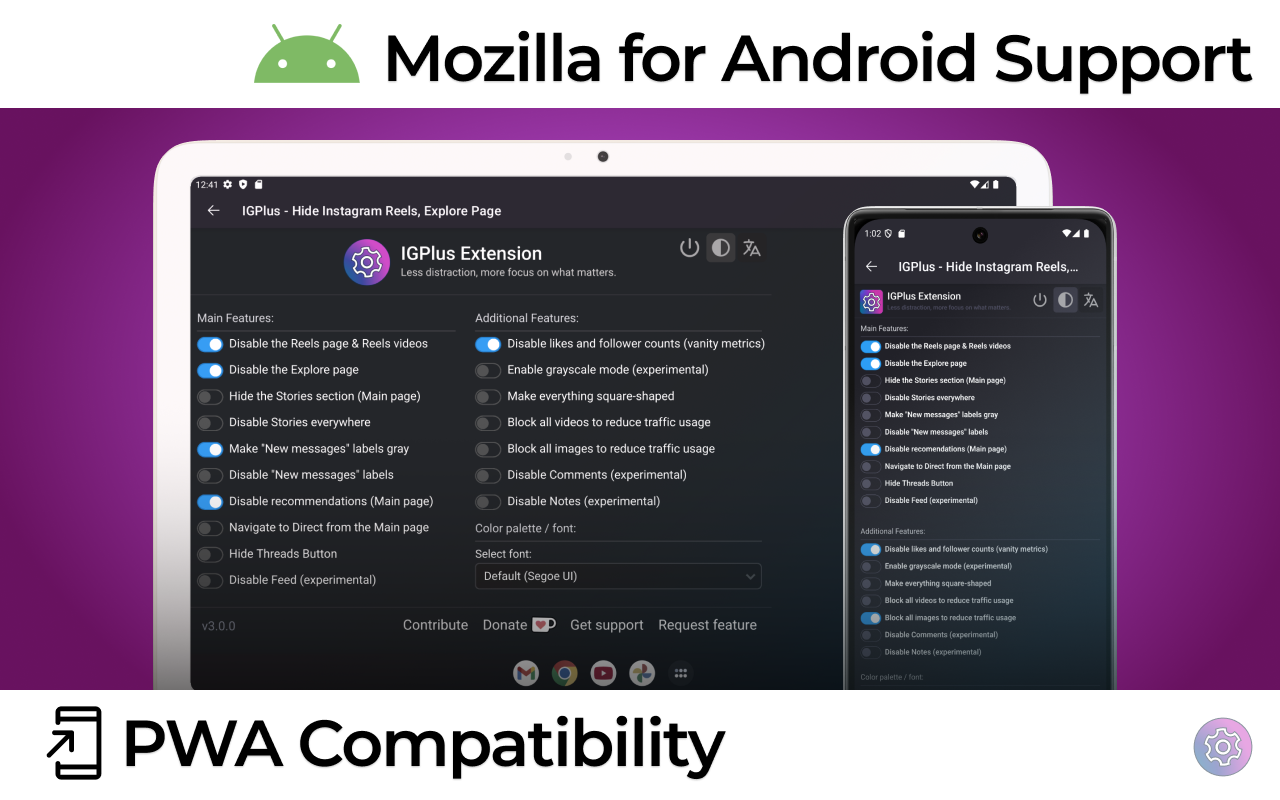 Mozilla for Android Support
12:41
IGPlus - Hide Instagram Reels, Explore Page
IGPlus Extension
Less distraction, more focus on what matters.
Main Features:
Disable the Reels page & Reels videos
Disable the Explore page
Hide the Stories section (Main page)
Disable Stories everywhere
Make "New messages" labels gray
Disable "New messages" labels
Disable recommendations (Main page)
Navigate to Direct from the Main page
Hide Threads Button
Disable Feed (experimental)
Additional Features:
Disable likes and follower counts (vanity metrics)
Enable grayscale mode (experimental)
Make everything square-shaped
Block all videos to reduce traffic usage
Block all images to reduce traffic usage
Disable Comments (experimental)
Disable Notes (experimental)
Color palette / font:
Select font:
Default (Segoe UI)
v3.0.0
Contribute
Donate
Get support
Request feature
1:02
IGPlus - Hide Instagram Reels,...
IGPlus Extension
Less distraction, more focus on what matters.
Main Features:
Disable the Reels page & Reels videos
Disable the Explore page
Hide the Stories section (Main page)
Disable Stories everywhere
Make "New messages" labels gray
Disable "New messages" labels
Disable recomendations (Main page)
Navigate to Direct from the Main page
Hide Threads Button
Disable Feed (experimental)
Additional Features:
Disable likes and follower counts (vanity metrics)
Enable grayscale mode (experimental)
Make everything square-shaped
Block all videos to reduce traffic usage
Block all images to reduce traffic usage
Disable Comments (experimental)
Disable Notes (experimental)
Color palette / font:
PWA Compatibility